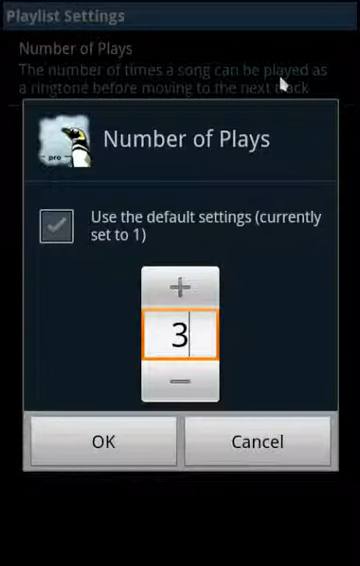 Playlist Settings
Number of Plays
The number of times a song can be played as
a ringtone before moving to the next track
pro
Number of Plays
Use the default settings (currently
set to 1)
+
3
−
OK
Cancel